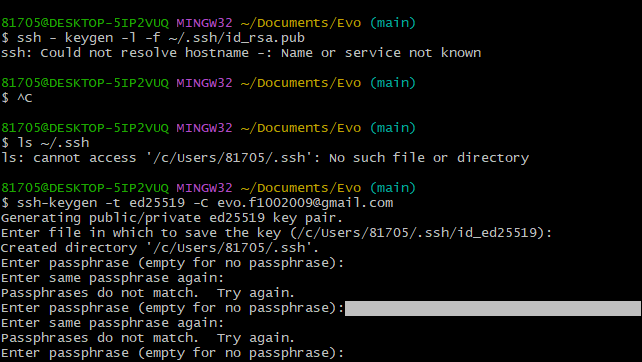 81705@DESKTOP-5IP2VUQ MINGW32 ~/Documents/Evo (main)
$ ssh - keygen -l -f ~/.ssh/id_rsa.pub
ssh: Could not resolve hostname -: Name or service not known
81705@DESKTOP-5IP2VUQ MINGW32 ~/Documents/Evo (main)
$ ^C
81705@DESKTOP-5IP2VUQ MINGW32 ~/Documents/Evo (main)
$ ls ~/.ssh
ls: cannot access '/c/Users/81705/.ssh': No such file or directory
81705@DESKTOP-5IP2VUQ MINGW32 ~/Documents/Evo (main)
$ ssh-keygen -t ed25519 -C evo.f1002009@gmail.com
Generating public/private ed25519 key pair.
Enter file in which to save the key (/c/Users/81705/.ssh/id_ed25519):
Created directory '/c/Users/81705/.ssh'.
Enter passphrase (empty for no passphrase):
Enter same passphrase again:
Passphrases do not match.  Try again.
Enter passphrase (empty for no passphrase):
Enter same passphrase again:
Passphrases do not match.  Try again.
Enter passphrase (empty for no passphrase):